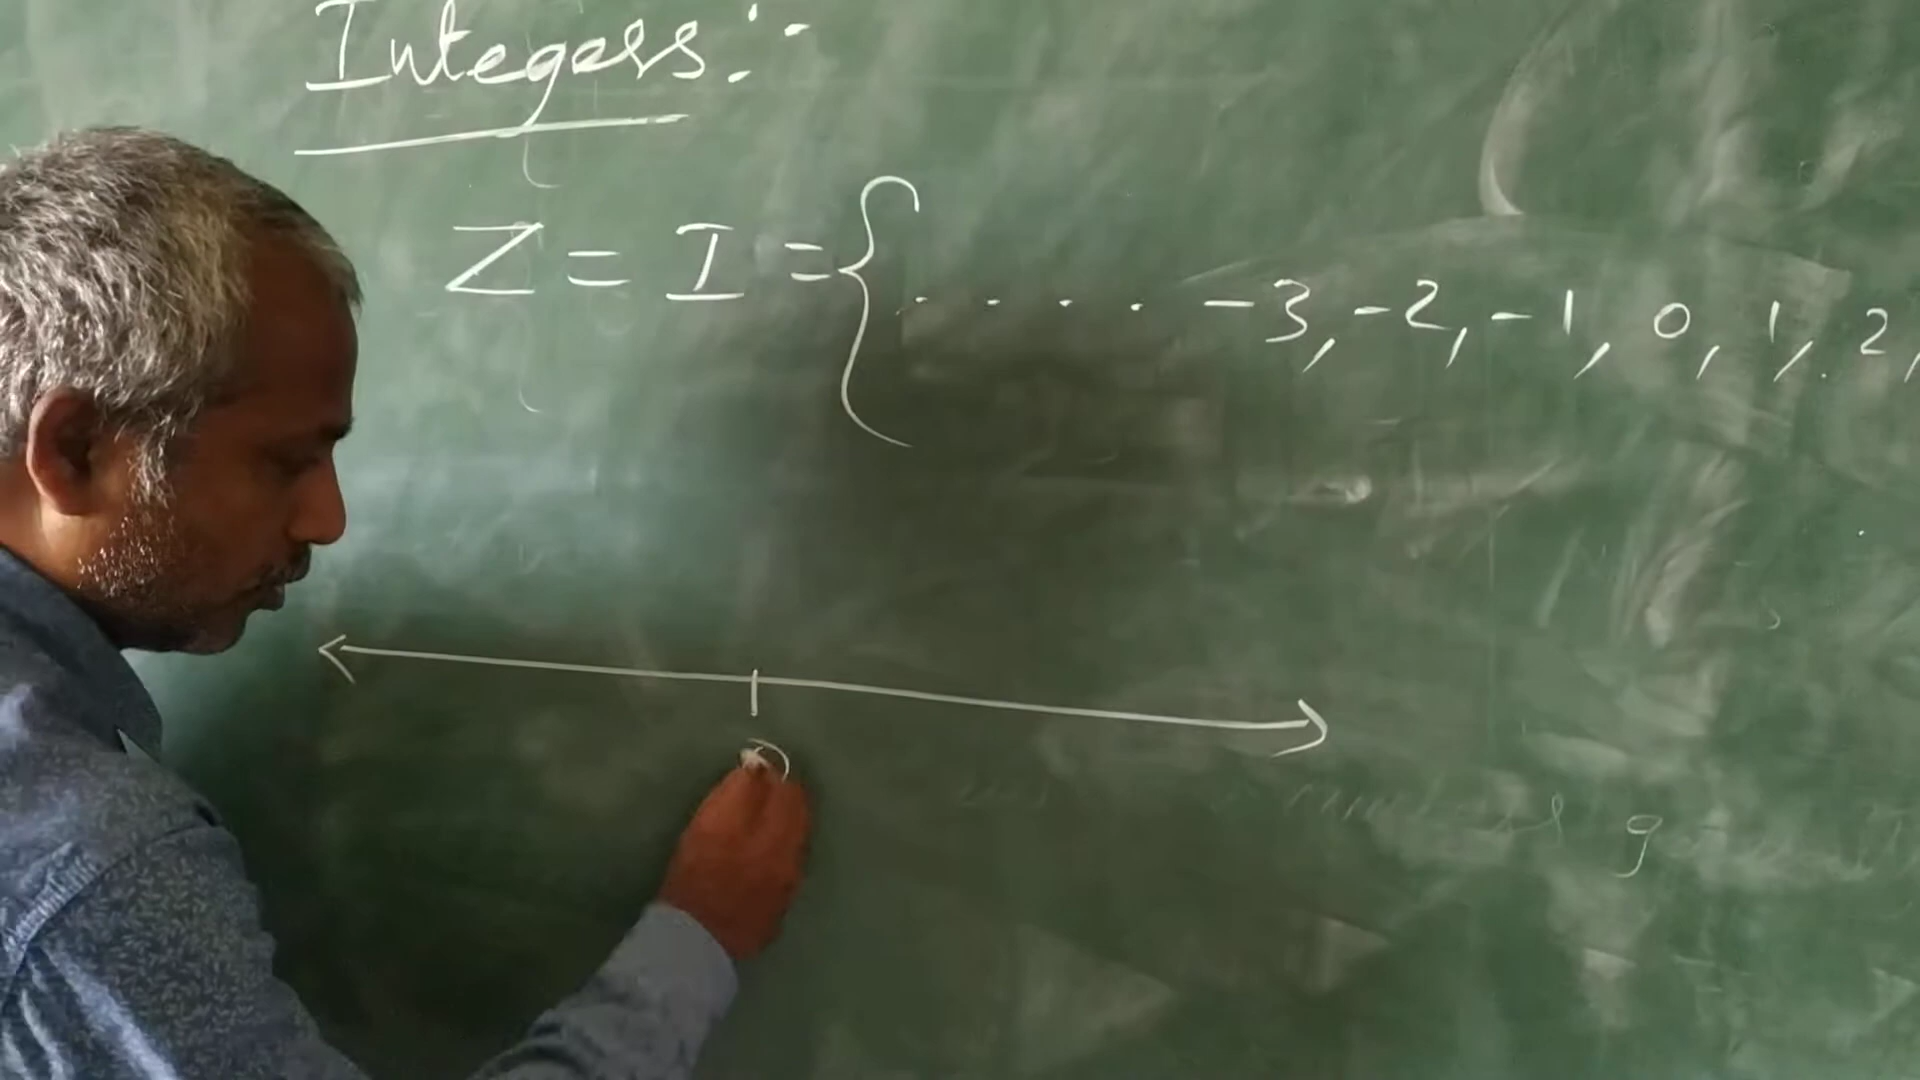 Integers :-
Z = I = { . . . . -3, -2, -1, 0, 1, 2,
0